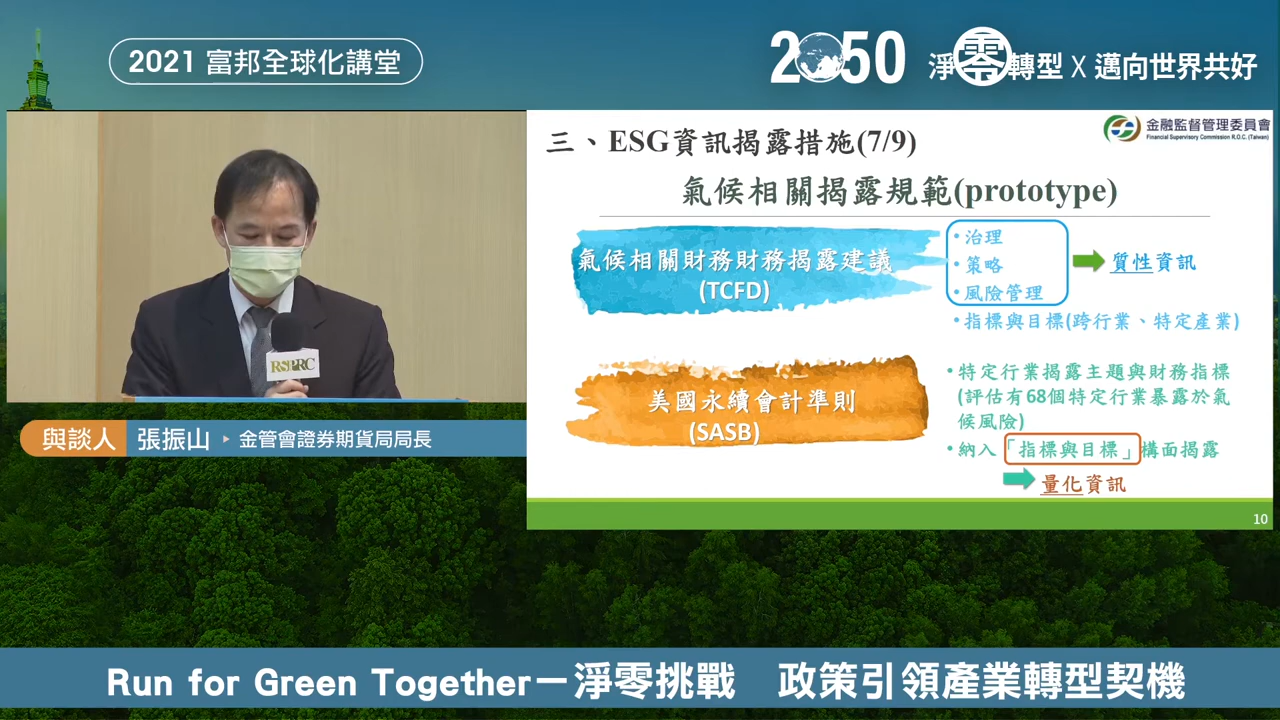 2021 富邦全球化講堂
2050 淨零轉型 X 邁向世界共好
三、ESG資訊揭露措施(7/9)
金融監督管理委員會
Financial Supervisory Commission R.O.C. (Taiwan)
氣候相關揭露規範(prototype)
氣候相關財務財務揭露建議
(TCFD)
•治理
•策略
•風險管理
質性資訊
•指標與目標(跨行業、特定產業)
美國永續會計準則
(SASB)
•特定行業揭露主題與財務指標
(評估有68個特定行業暴露於氣
候風險)
•納入「指標與目標」構面揭露
量化資訊
10
RSPRC
與談人 張振山 金管會證券期貨局局長
Run for Green Together－淨零挑戰 政策引領產業轉型契機